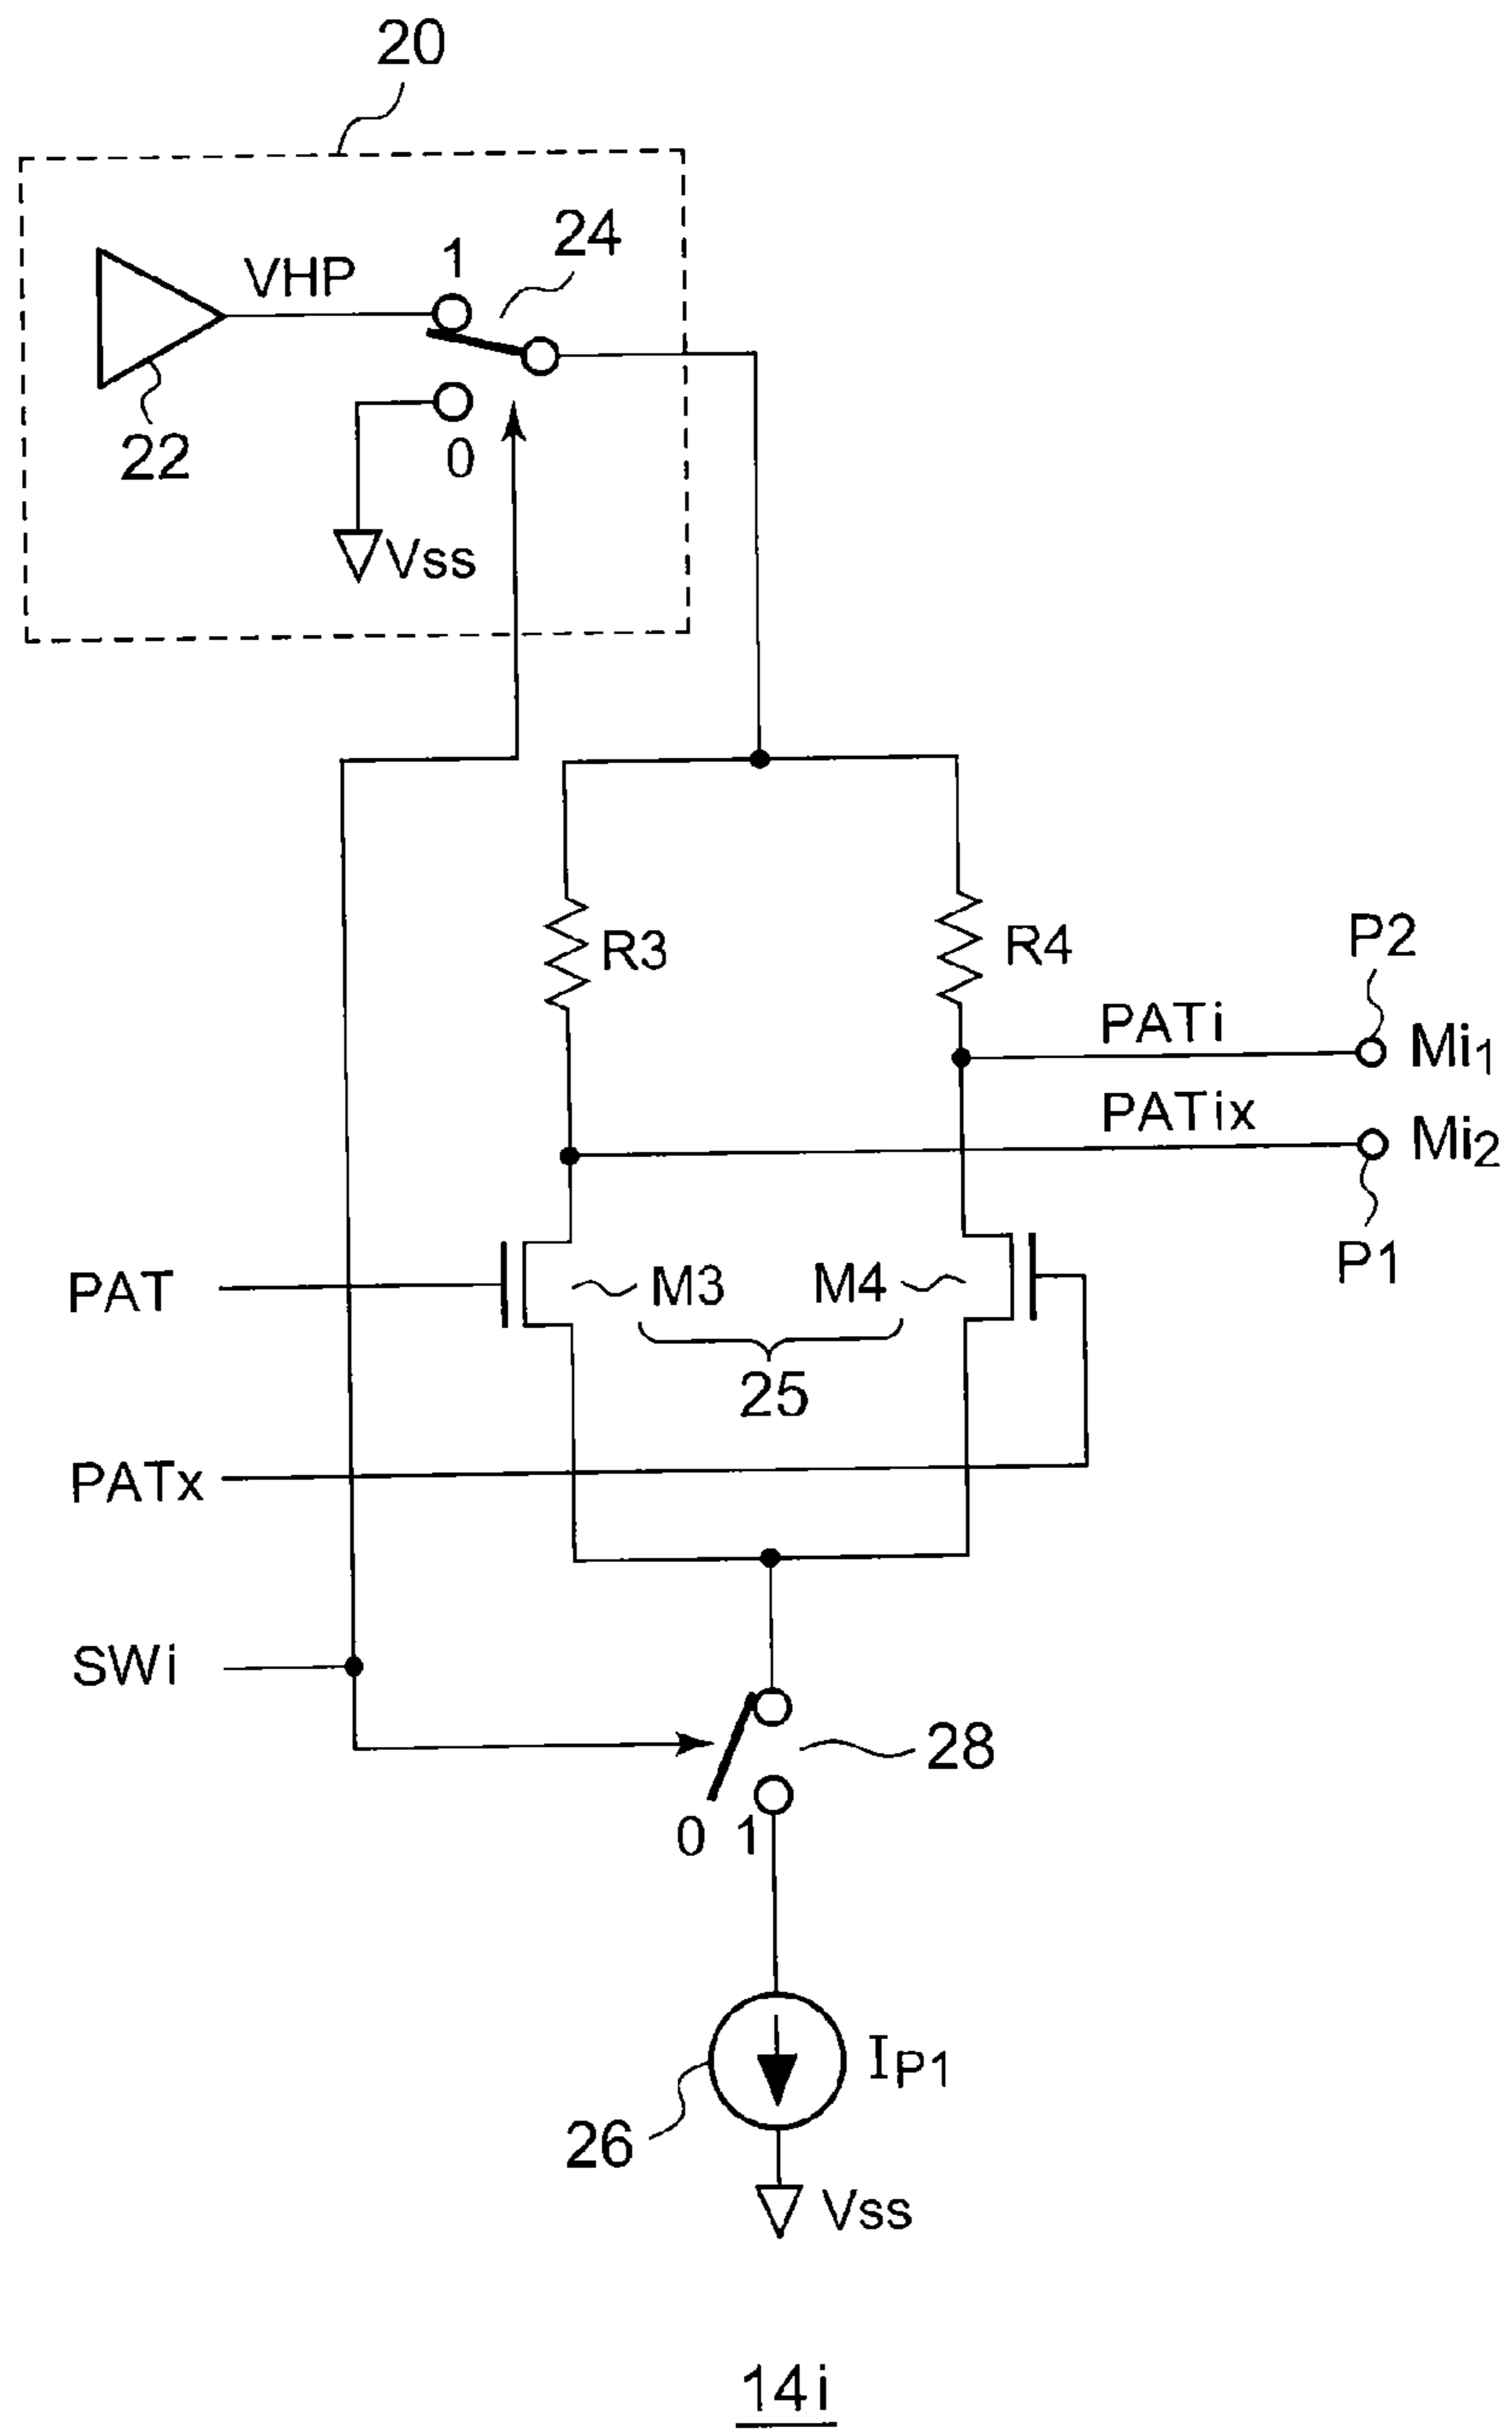 20
24
1
VHP
22
0
Vss
R3
R4
P2
PATi
Mi1
PATix
Mi2
P1
PAT
M3
M4
25
PATx
SWi
28
0 1
IP1
26
Vss
14i